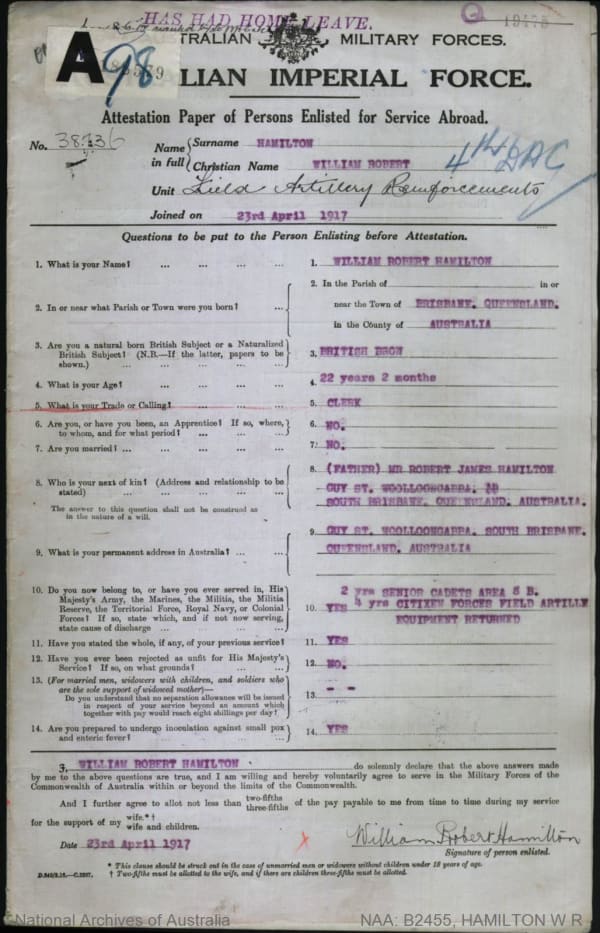 HAS HAD HOME LEAVE.
19475
A
98
AUSTRALIAN MILITARY FORCES.
AUSTRALIAN IMPERIAL FORCE.
Attestation Paper of Persons Enlisted for Service Abroad.
No. 38236
Name in full
Surname HAMILTON
Christian Name WILLIAM ROBERT
4th DAC
Unit Field Artillery Reinforcements
Joined on 23rd April 1917
Questions to be put to the Person Enlisting before Attestation.
1. What is your Name? ... ... ... ...
1. WILLIAM ROBERT HAMILTON
2. In or near what Parish or Town were you born? ...
2. In the Parish of in or
near the Town of BRISBANE, QUEENSLAND.
in the County of AUSTRALIA
3. Are you a natural born British Subject or a Naturalized
British Subject? (N.B.—If the latter, papers to be
shown.) ... ... ... ...
3. BRITISH BRON
4. What is your Age? ... ... ... ...
4. 22 years 2 months
5. What is your Trade or Calling? ... ... ...
5. CLERK
6. Are you, or have you been, an Apprentice? If so, where,
to whom, and for what period? ... ... ...
6. NO.
7. Are you married? ... ... ... ... ...
7. NO.
8. Who is your next of kin? (Address and relationship to be
stated) ... ... ... ... ...
The answer to this question shall not be construed as
in the nature of a will.
8. (FATHER) MR ROBERT JAMES HAMILTON
GUY ST. WOOLLOONGABBA.
SOUTH BRISBANE, QUEENSLAND, AUSTRALIA.
9. What is your permanent address in Australia? ... ...
9. GUY ST. WOOLLOONGABBA, SOUTH BRISBANE.
QUEENSLAND, AUSTRALIA
10. Do you now belong to, or have you ever served in, His
Majesty's Army, the Marines, the Militia, the Militia
Reserve, the Territorial Force, Royal Navy, or Colonial
Forces? If so, state which, and if not now serving,
state cause of discharge ... ... ...
2 yrs SENIOR CADETS AREA 8 B.
10. YES 4 yrs CITIZEN FORCES FIELD ARTILLE
EQUIPMENT RETURNED
11. Have you stated the whole, if any, of your previous service?
11. YES
12. Have you ever been rejected as unfit for His Majesty's
Service? If so, on what grounds? ... ...
12. NO.
13. (For married men, widowers with children, and soldiers who
are the sole support of widowed mother)—
Do you understand that no separation allowance will be issued
in respect of your service beyond an amount which
together with pay would reach eight shillings per day?
13. - -
14. Are you prepared to undergo inoculation against small pox
and enteric fever? ... ... ... ...
14. YES
I, WILLIAM ROBERT HAMILTON do solemnly declare that the above answers made
by me to the above questions are true, and I am willing and hereby voluntarily agree to serve in the Military Forces of the
Commonwealth of Australia within or beyond the limits of the Commonwealth.
And I further agree to allot not less than two-fifths three-fifths of the pay payable to me from time to time during my service
for the support of my wife.*† wife and children.
Date 23rd April 1917
William Robert Hamilton
Signature of person enlisted.
* This clause should be struck out in the case of unmarried men or widowers without children under 18 years of age.
† Two-fifths must be allotted to the wife, and if there are children three-fifths must be allotted.
National Archives of Australia
NAA: B2455, HAMILTON W R